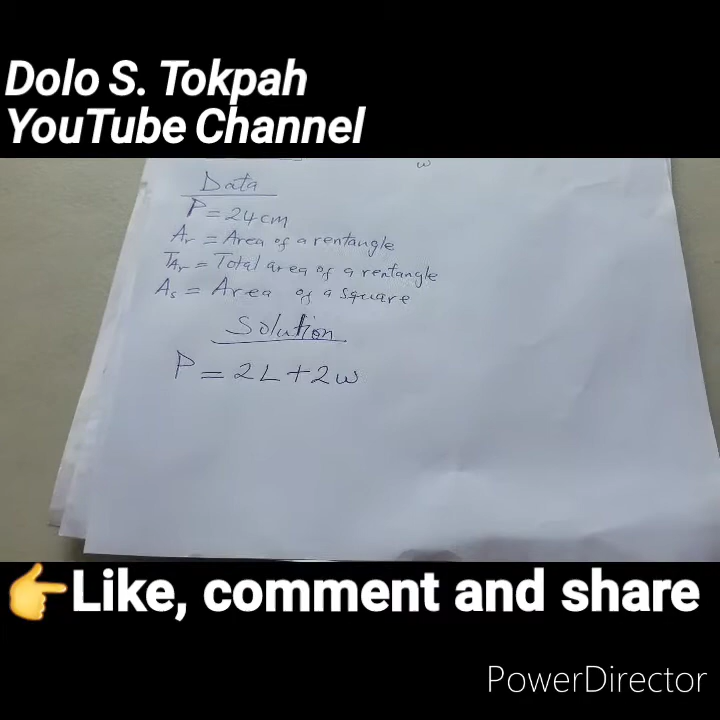 Dolo S. Tokpah
YouTube Channel
w
Data
P = 24cm
Ar = Area of a rentangle
TAr = Total area of a rentangle
As = Area of a square
Solution
P = 2L + 2w
👉Like, comment and share
PowerDirector